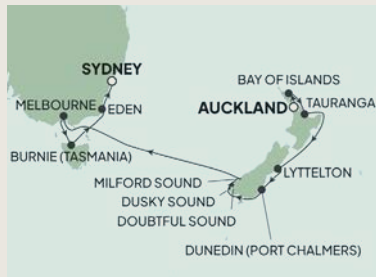 SYDNEY
BAY OF ISLANDS
MELBOURNE
EDEN
AUCKLAND
TAURANGA
BURNIE (TASMANIA)
LYTTELTON
MILFORD SOUND
DUSKY SOUND
DOUBTFUL SOUND
DUNEDIN (PORT CHALMERS)